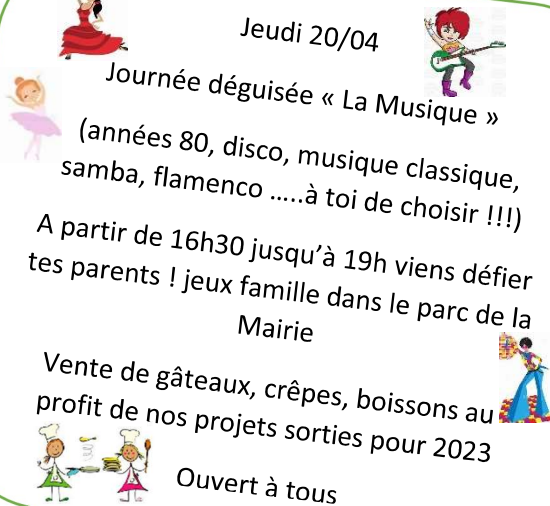 Jeudi 20/04
Journée déguisée « La Musique »
(années 80, disco, musique classique,
samba, flamenco .....à toi de choisir !!!)
A partir de 16h30 jusqu’à 19h viens défier
tes parents ! jeux famille dans le parc de la
Mairie
Vente de gâteaux, crêpes, boissons au
profit de nos projets sorties pour 2023
Ouvert à tous